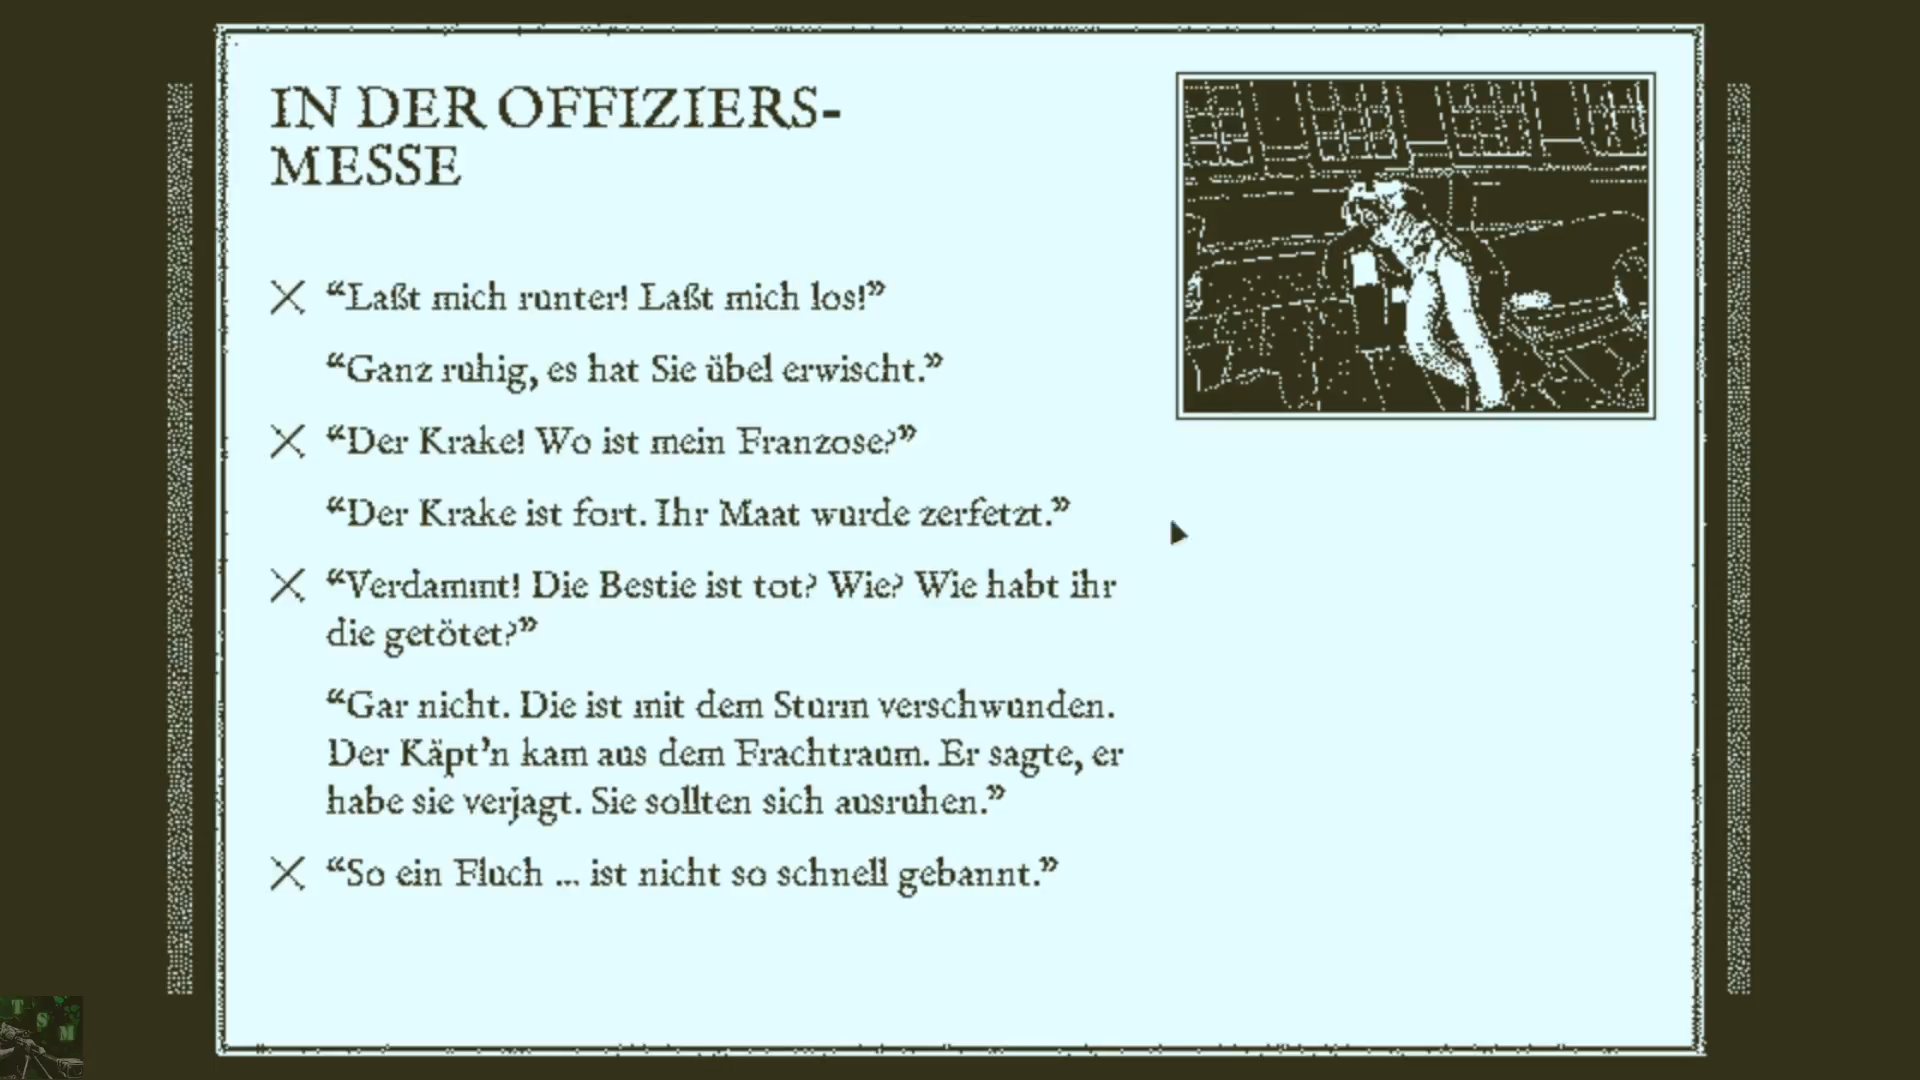 IN DER OFFIZIERS-
MESSE
“Laßt mich runter! Laßt mich los!”
“Ganz ruhig, es hat Sie übel erwischt.”
“Der Krake! Wo ist mein Franzose?”
“Der Krake ist fort. Ihr Maat wurde zerfetzt.”
“Verdammt! Die Bestie ist tot? Wie? Wie habt ihr
die getötet?”
“Gar nicht. Die ist mit dem Sturm verschwunden.
Der Käpt’n kam aus dem Frachtraum. Er sagte, er
habe sie verjagt. Sie sollten sich ausruhen.”
“So ein Fluch ... ist nicht so schnell gebannt.”
T
S
M